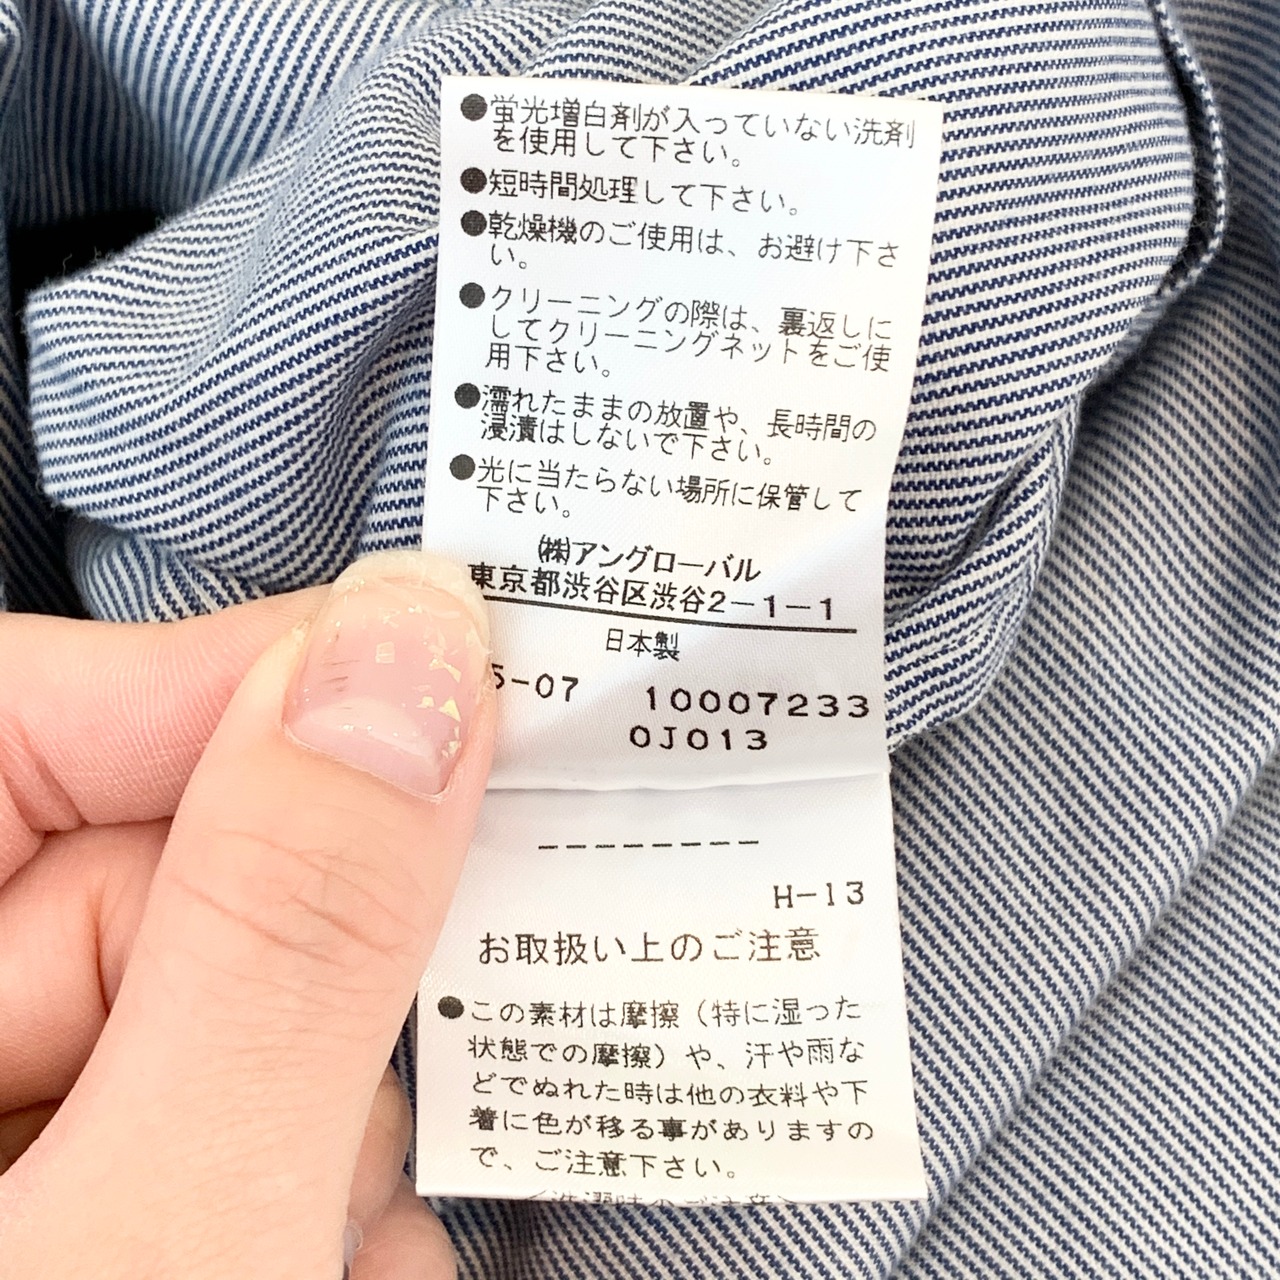 ●蛍光増白剤が入っていない洗剤
を使用して下さい。
●短時間処理して下さい。
●乾燥機のご使用は、お避け下さ
い。
●クリーニングの際は、裏返しに
してクリーニングネットをご使
用下さい。
●濡れたままの放置や、長時間の
浸漬はしないで下さい。
●光に当たらない場所に保管して
下さい。
㈱アングローバル
東京都渋谷区渋谷2-1-1
日本製
5-07 10007233
0J013
--------
H-13
お取扱い上のご注意
●この素材は摩擦（特に湿った
状態での摩擦）や、汗や雨な
どでぬれた時は他の衣料や下
着に色が移る事がありますの
で、ご注意下さい。